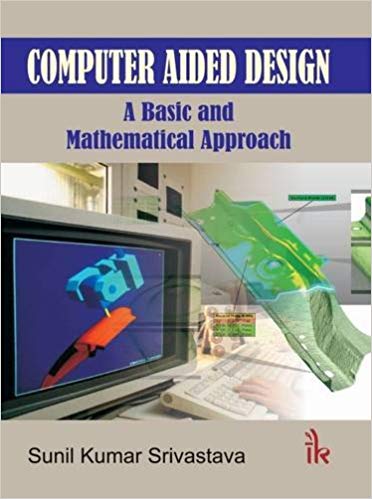 COMPUTER AIDED DESIGN
A Basic and
Mathematical Approach
Sunil Kumar Srivastava
ik